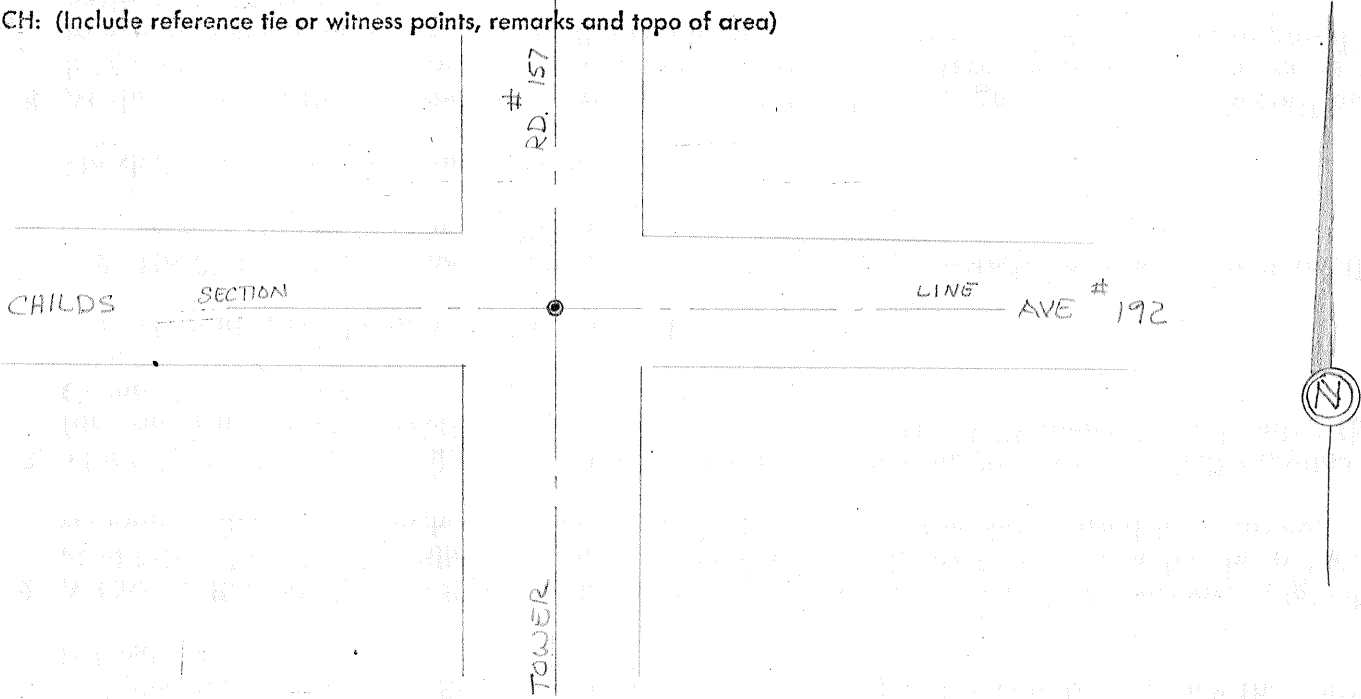 CH: (Include reference tie or witness points, remarks and topo of area)
RD. # 157
CHILDS SECTION LINE AVE # 192
N
TOWER